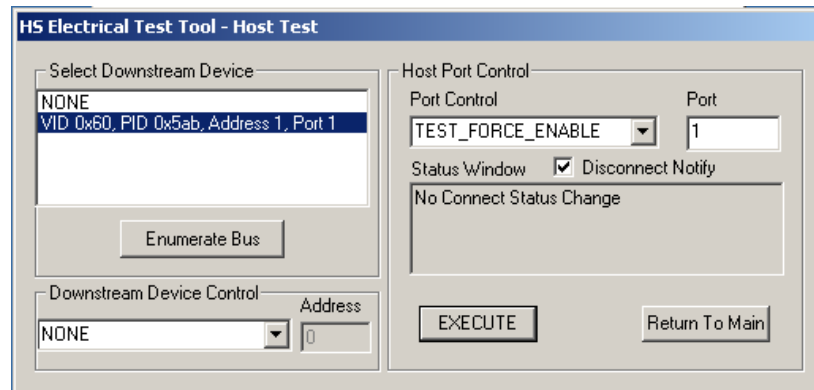 HS Electrical Test Tool - Host Test
Select Downstream Device
NONE
VID 0x60, PID 0x5ab, Address 1, Port 1
Enumerate Bus
Downstream Device Control
Address
NONE
0
Host Port Control
Port Control
Port
TEST_FORCE_ENABLE
1
Status Window
Disconnect Notify
No Connect Status Change
EXECUTE
Return To Main